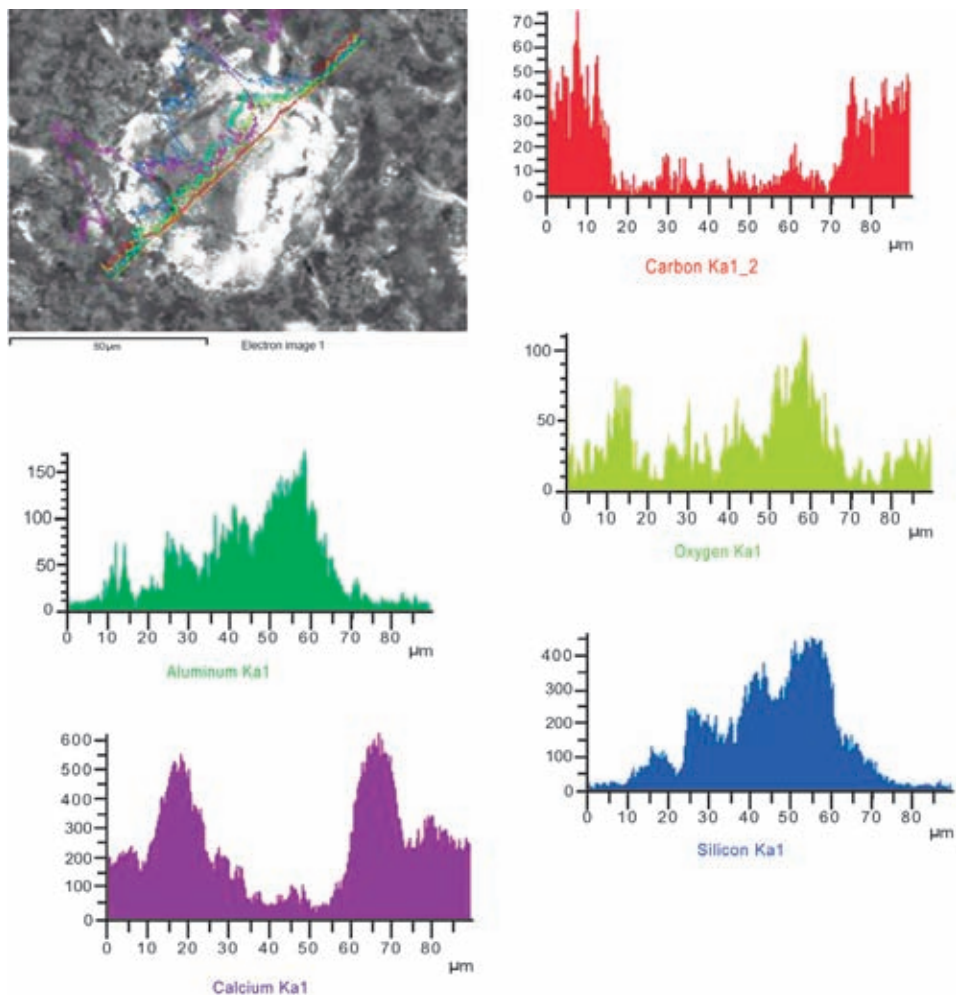 70
60
50
40
30
20
10
0
0 10 20 30 40 50 60 70 80
µm
Carbon Ka1_2
50µm Electron image 1
100
50
0
0 10 20 30 40 50 60 70 80
µm
Oxygen Ka1
150
100
50
0
0 10 20 30 40 50 60 70 80
µm
Aluminum Ka1
400
300
200
100
0
0 10 20 30 40 50 60 70 80
µm
Silicon Ka1
600
500
400
300
200
100
0
0 10 20 30 40 50 60 70 80
µm
Calcium Ka1